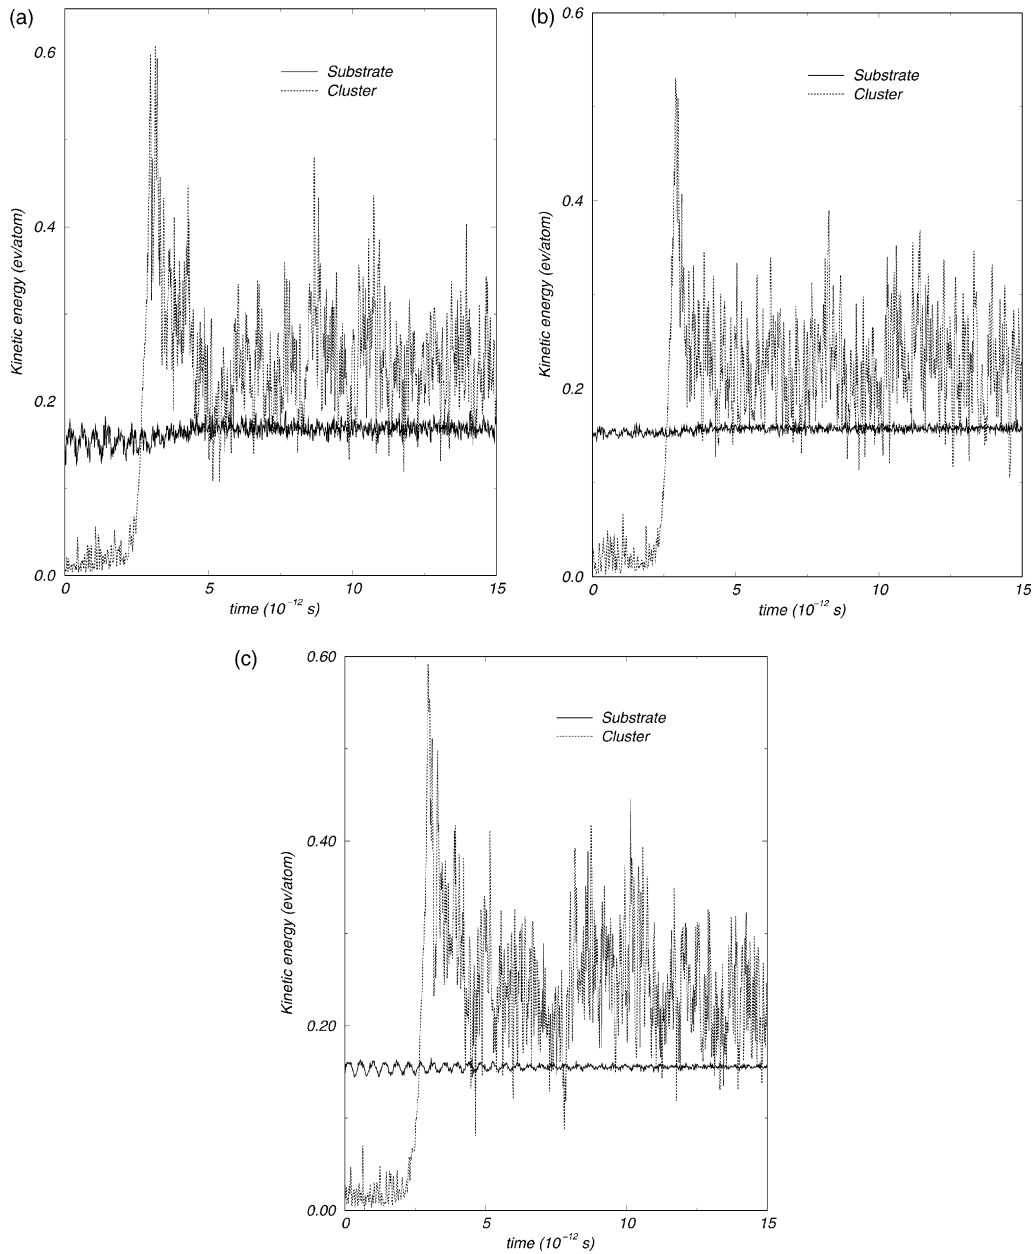 (a)
0.6
0.4
0.2
0.0
Kinetic energy (ev/atom)
Substrate
Cluster
0 5 10 15
time (10⁻¹² s)
(b)
0.6
0.4
0.2
0.0
Kinetic energy (ev/atom)
Substrate
Cluster
0 5 10 15
time (10⁻¹² s)
(c)
0.60
0.40
0.20
0.00
Kinetic energy (ev/atom)
Substrate
Cluster
0 5 10 15
time (10⁻¹² s)